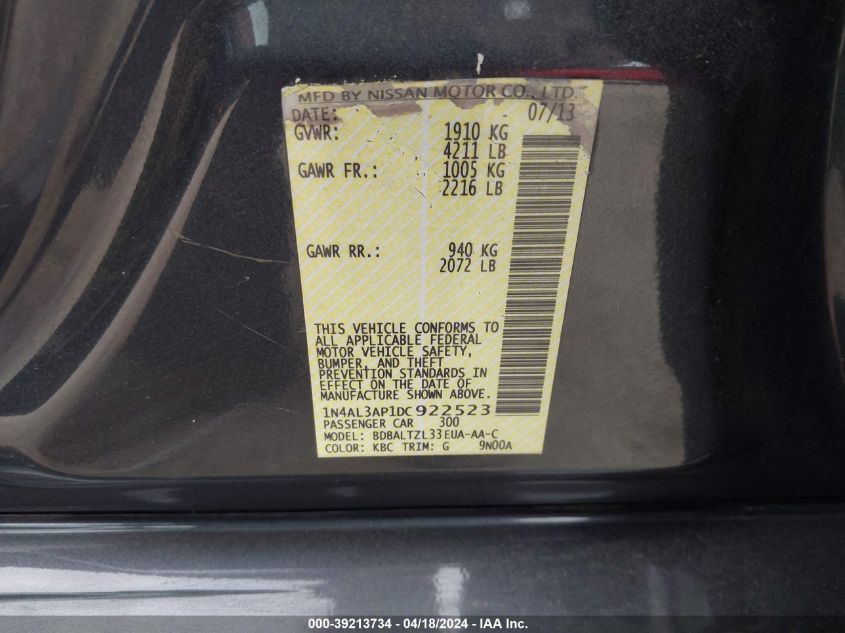 MFD BY NISSAN MOTOR CO., LTD.
DATE: 07/13
GVWR: 1910 KG
4211 LB
GAWR FR.: 1005 KG
2216 LB
GAWR RR.: 940 KG
2072 LB
THIS VEHICLE CONFORMS TO
ALL APPLICABLE FEDERAL
MOTOR VEHICLE SAFETY,
BUMPER, AND THEFT
PREVENTION STANDARDS IN
EFFECT ON THE DATE OF
MANUFACTURE SHOWN ABOVE.
1N4AL3AP1DC922523
PASSENGER CAR 300
MODEL: BDBALTZL33EUA-AA-C
COLOR: KBC TRIM: G 9N00A
000-39213734 - 04/18/2024 - IAA Inc.